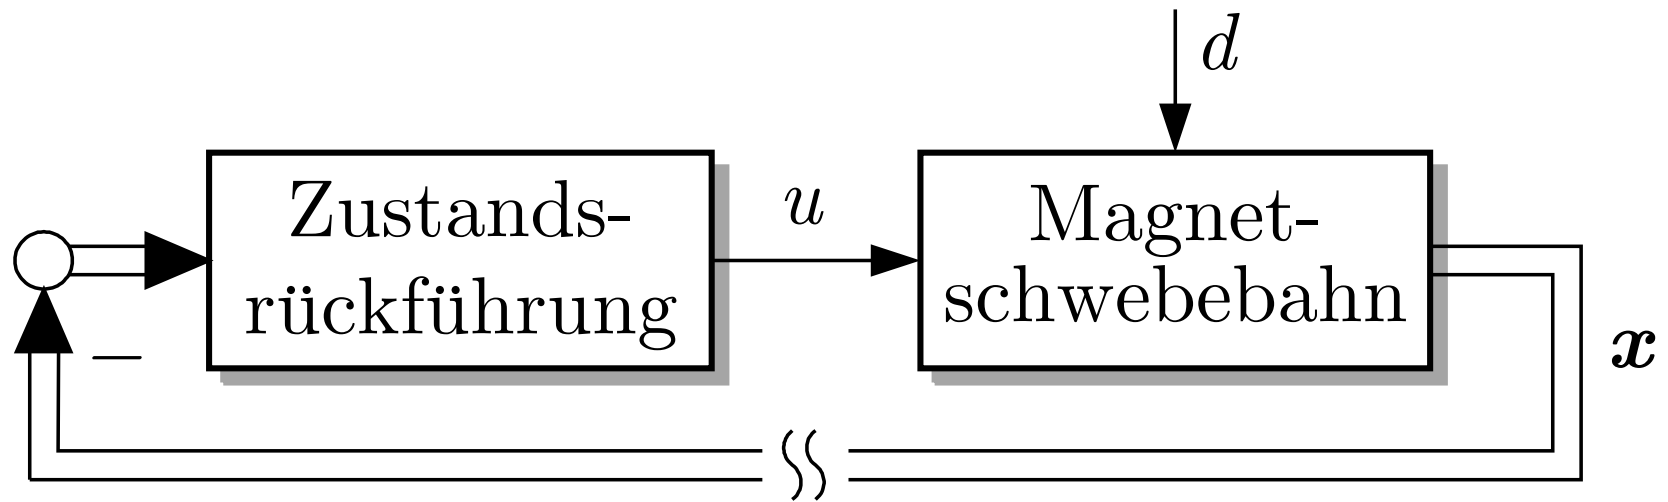 d
Zustands-
rückführung
u
Magnet-
schwebebahn
x
−